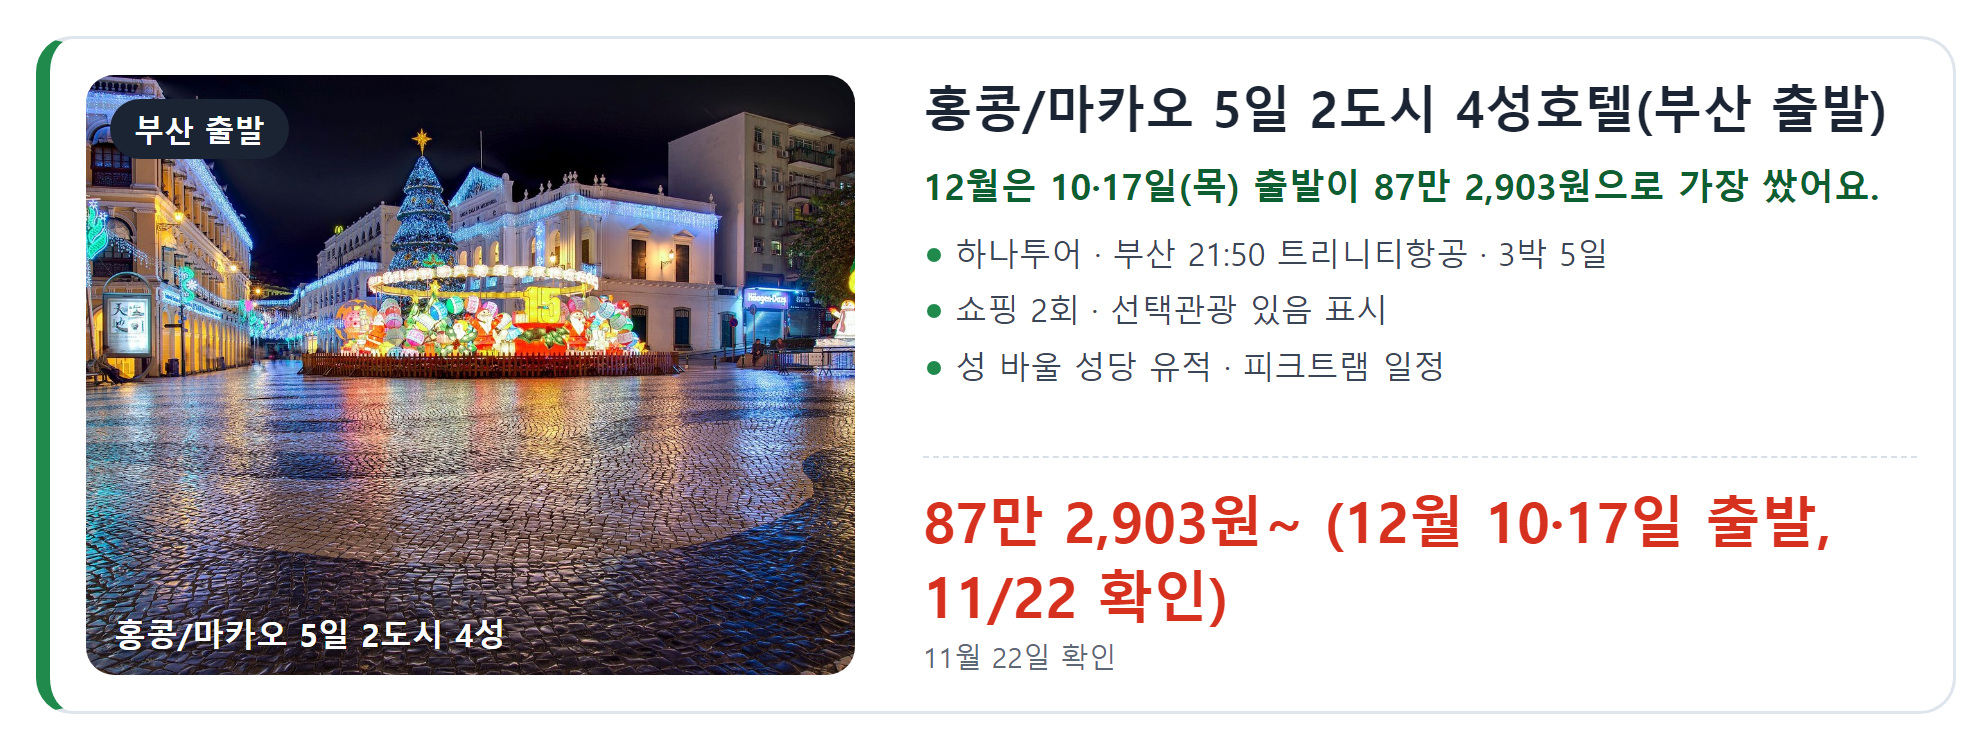 부산 출발
홍콩/마카오 5일 2도시 4성
홍콩/마카오 5일 2도시 4성호텔(부산 출발)
12월은 10·17일(목) 출발이 87만 2,903원으로 가장 쌌어요.
하나투어 · 부산 21:50 트리니티항공 · 3박 5일
쇼핑 2회 · 선택관광 있음 표시
성 바울 성당 유적 · 피크트램 일정
87만 2,903원~ (12월 10·17일 출발,
11/22 확인)
11월 22일 확인
Häagen-Dazs
15